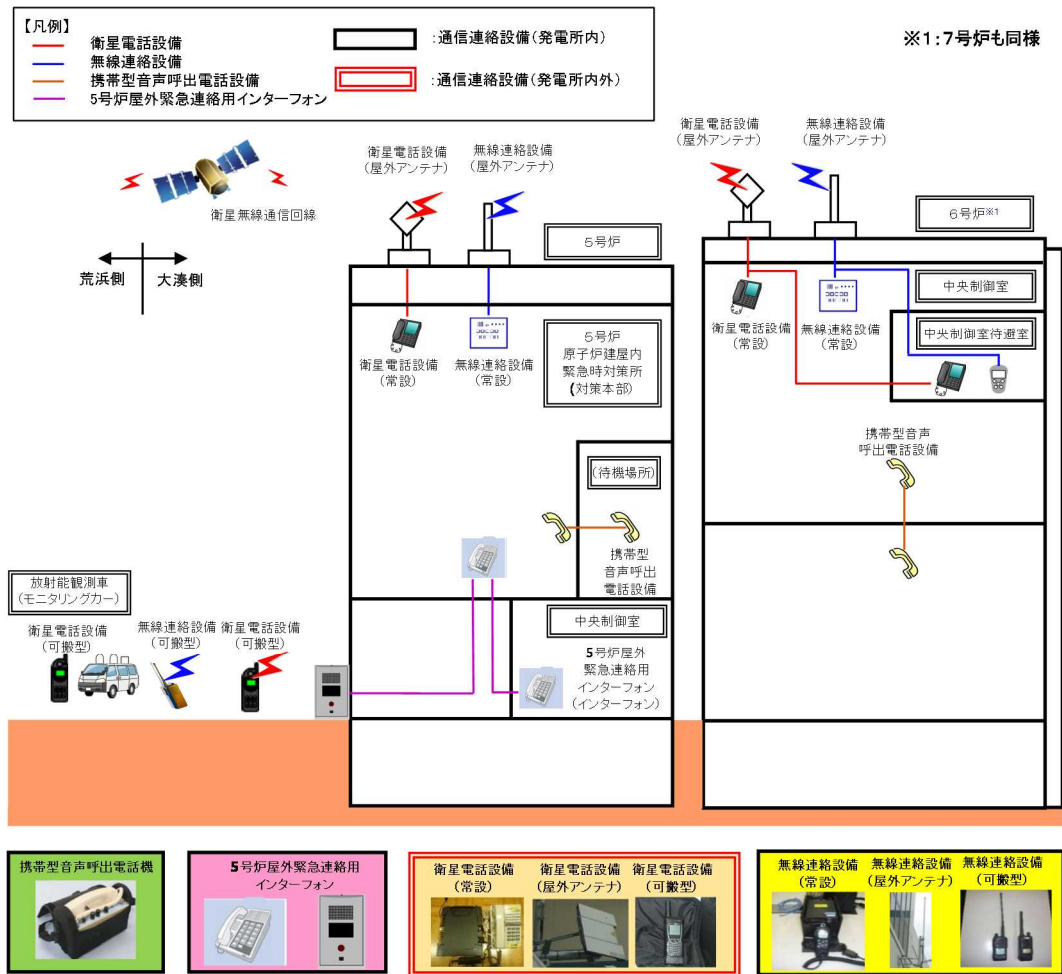 【凡例】
衛星電話設備
無線連絡設備
携帯型音声呼出電話設備
5号炉屋外緊急連絡用インターフォン
:通信連絡設備(発電所内)
:通信連絡設備(発電所内外)
※1:7号炉も同様
衛星無線通信回線
荒浜側
大湊側
衛星電話設備
(屋外アンテナ)
無線連絡設備
(屋外アンテナ)
5号炉
衛星電話設備
(常設)
無線連絡設備
(常設)
5号炉
原子炉建屋内
緊急時対策所
(対策本部)
(待機場所)
携帯型
音声呼出
電話設備
中央制御室
5号炉屋外
緊急連絡用
インターフォン
(インターフォン)
衛星電話設備
(屋外アンテナ)
無線連絡設備
(屋外アンテナ)
6号炉※1
衛星電話設備
(常設)
無線連絡設備
(常設)
中央制御室
中央制御室待避室
携帯型音声
呼出電話設備
放射能観測車
(モニタリングカー)
衛星電話設備
(可搬型)
無線連絡設備
(可搬型)
衛星電話設備
(可搬型)
携帯型音声呼出電話機
5号炉屋外緊急連絡用
インターフォン
衛星電話設備
(常設)
衛星電話設備
(屋外アンテナ)
衛星電話設備
(可搬型)
無線連絡設備
(常設)
無線連絡設備
(屋外アンテナ)
無線連絡設備
(可搬型)